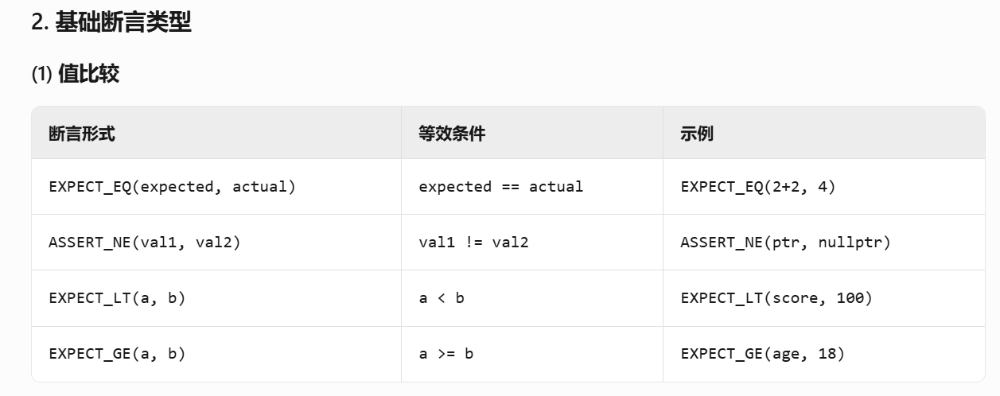 2. 基础断言类型
(1) 值比较
断言形式 等效条件 示例
EXPECT_EQ(expected, actual) expected == actual EXPECT_EQ(2+2, 4)
ASSERT_NE(val1, val2) val1 != val2 ASSERT_NE(ptr, nullptr)
EXPECT_LT(a, b) a < b EXPECT_LT(score, 100)
EXPECT_GE(a, b) a >= b EXPECT_GE(age, 18)